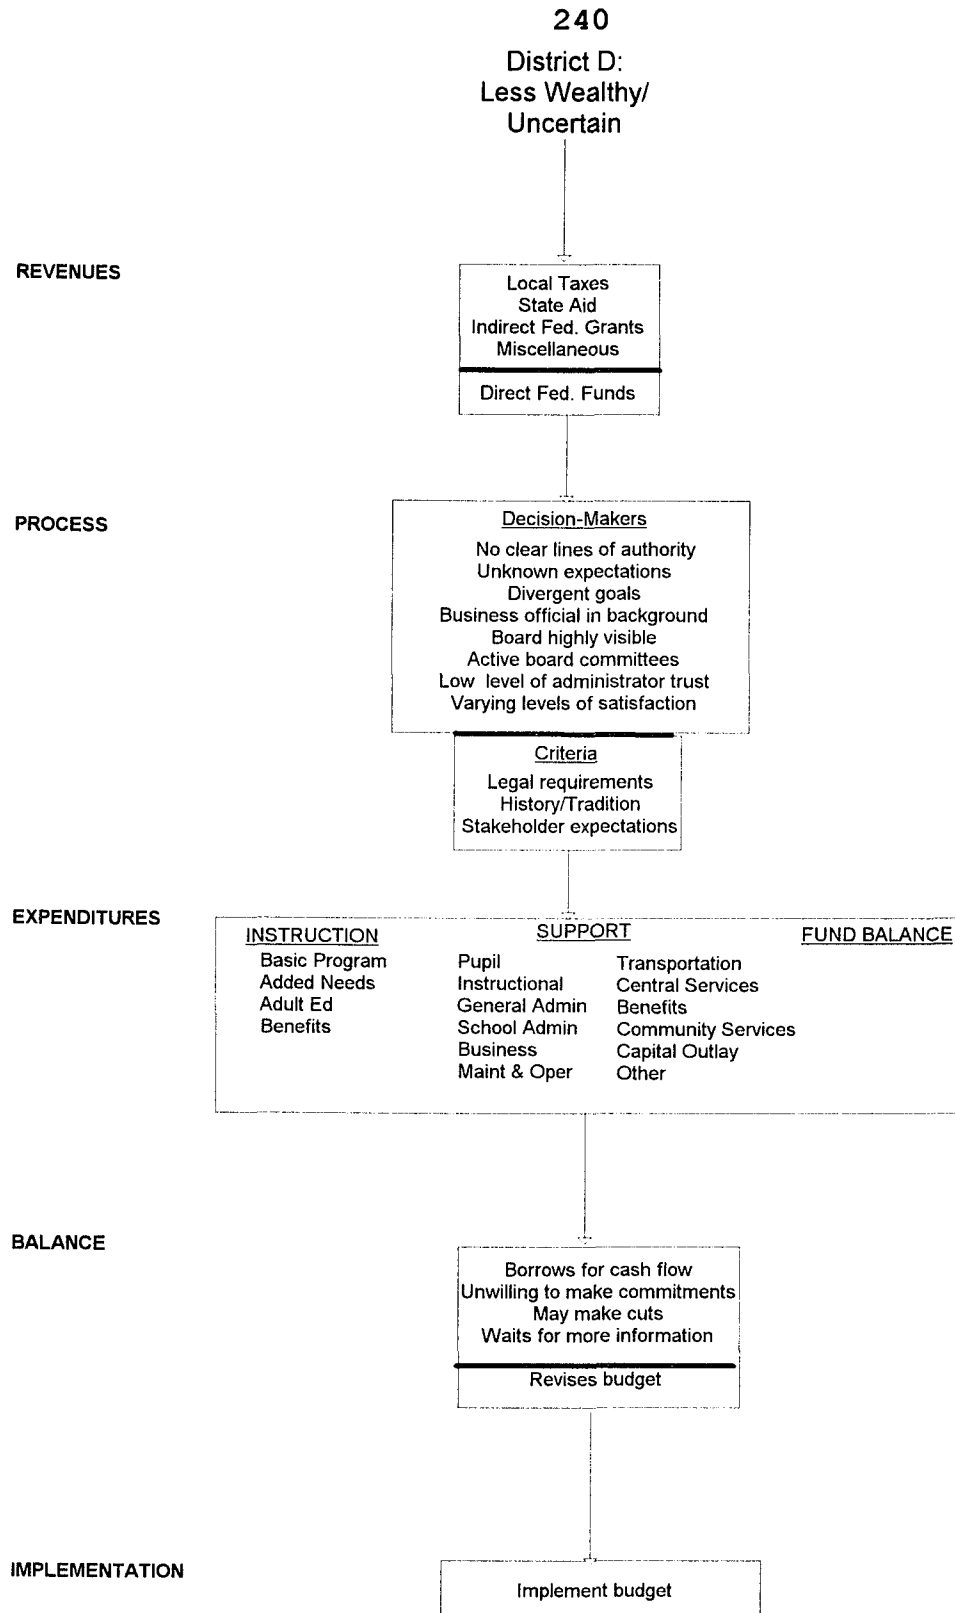 240
District D:
Less Wealthy/
Uncertain
REVENUES
Local Taxes
State Aid
Indirect Fed. Grants
Miscellaneous
Direct Fed. Funds
PROCESS
Decision-Makers
No clear lines of authority
Unknown expectations
Divergent goals
Business official in background
Board highly visible
Active board committees
Low level of administrator trust
Varying levels of satisfaction
Criteria
Legal requirements
History/Tradition
Stakeholder expectations
EXPENDITURES
INSTRUCTION
Basic Program
Added Needs
Adult Ed
Benefits
SUPPORT
Pupil
Instructional
General Admin
School Admin
Business
Maint & Oper
Transportation
Central Services
Benefits
Community Services
Capital Outlay
Other
FUND BALANCE
BALANCE
Borrows for cash flow
Unwilling to make commitments
May make cuts
Waits for more information
Revises budget
IMPLEMENTATION
Implement budget